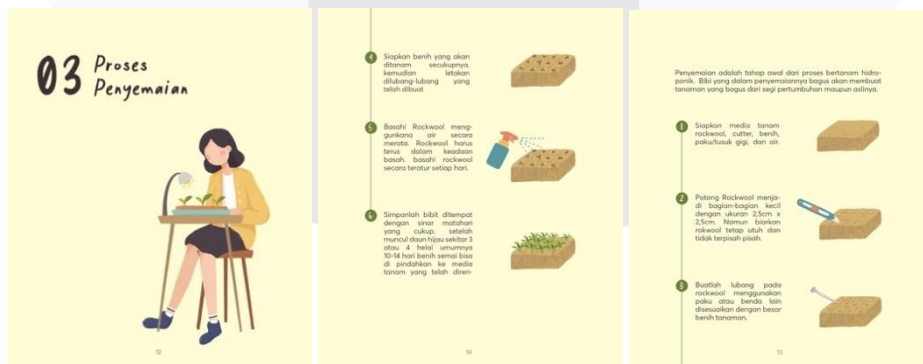 03 Proses
Penyemaian
12
4 Siapkan benih yang akan
ditanam secukupnya,
kemudian letakan
dilubang-lubang yang
telah dibuat
5 Basahi Rockwool meng-
gunkana air secara
merata. Rockwool harus
terus dalam keadaan
basah. basahi rockwool
secara teratur setiap hari.
6 Simpanlah bibit ditempat
dengan sinar matahari
yang cukup. setelah
muncul daun hijau sekitar 3
atau 4 helai umumnya
10-14 hari benih semai bisa
di pindahkan ke media
tanam yang telah diren-
14
Penyemaian adalah tahap awal dari proses bertanam hidro-
ponik. Bibi yang dalam penyemaiannya bagus akan membuat
tanaman yang bagus dari segi pertumbuhan maupun aslinya.
1 Siapkan media tanam
rockwool, cutter, benih,
paku/tusuk gigi, dan air.
2 Potong Rockwool menja-
di bagian-bagian kecil
dengan ukuran 2,5cm x
2,5cm. Namun biarkan
rokwool tetap utuh dan
tidak terpisah pisah.
3 Buatlah lubang pada
rockwool menggunakan
paku atau benda lain
disesuaikan dengan besar
benih tanaman.
13